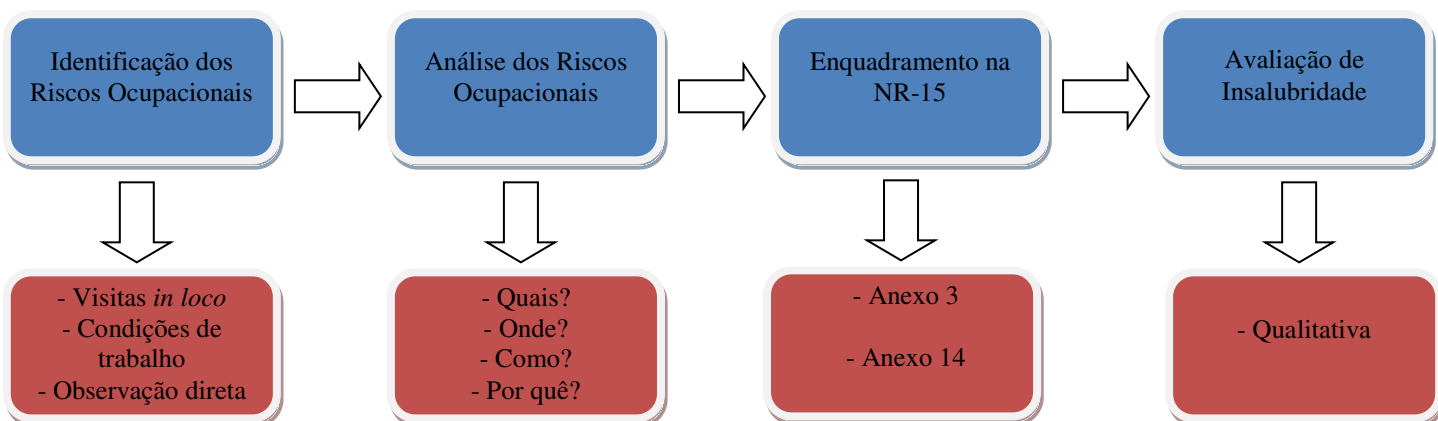 Identificação dos
Riscos Ocupacionais
Análise dos Riscos
Ocupacionais
Enquadramento na
NR-15
Avaliação de
Insalubridade
- Visitas in loco
- Condições de
trabalho
- Observação direta
- Quais?
- Onde?
- Como?
- Por quê?
- Anexo 3
- Anexo 14
- Qualitativa